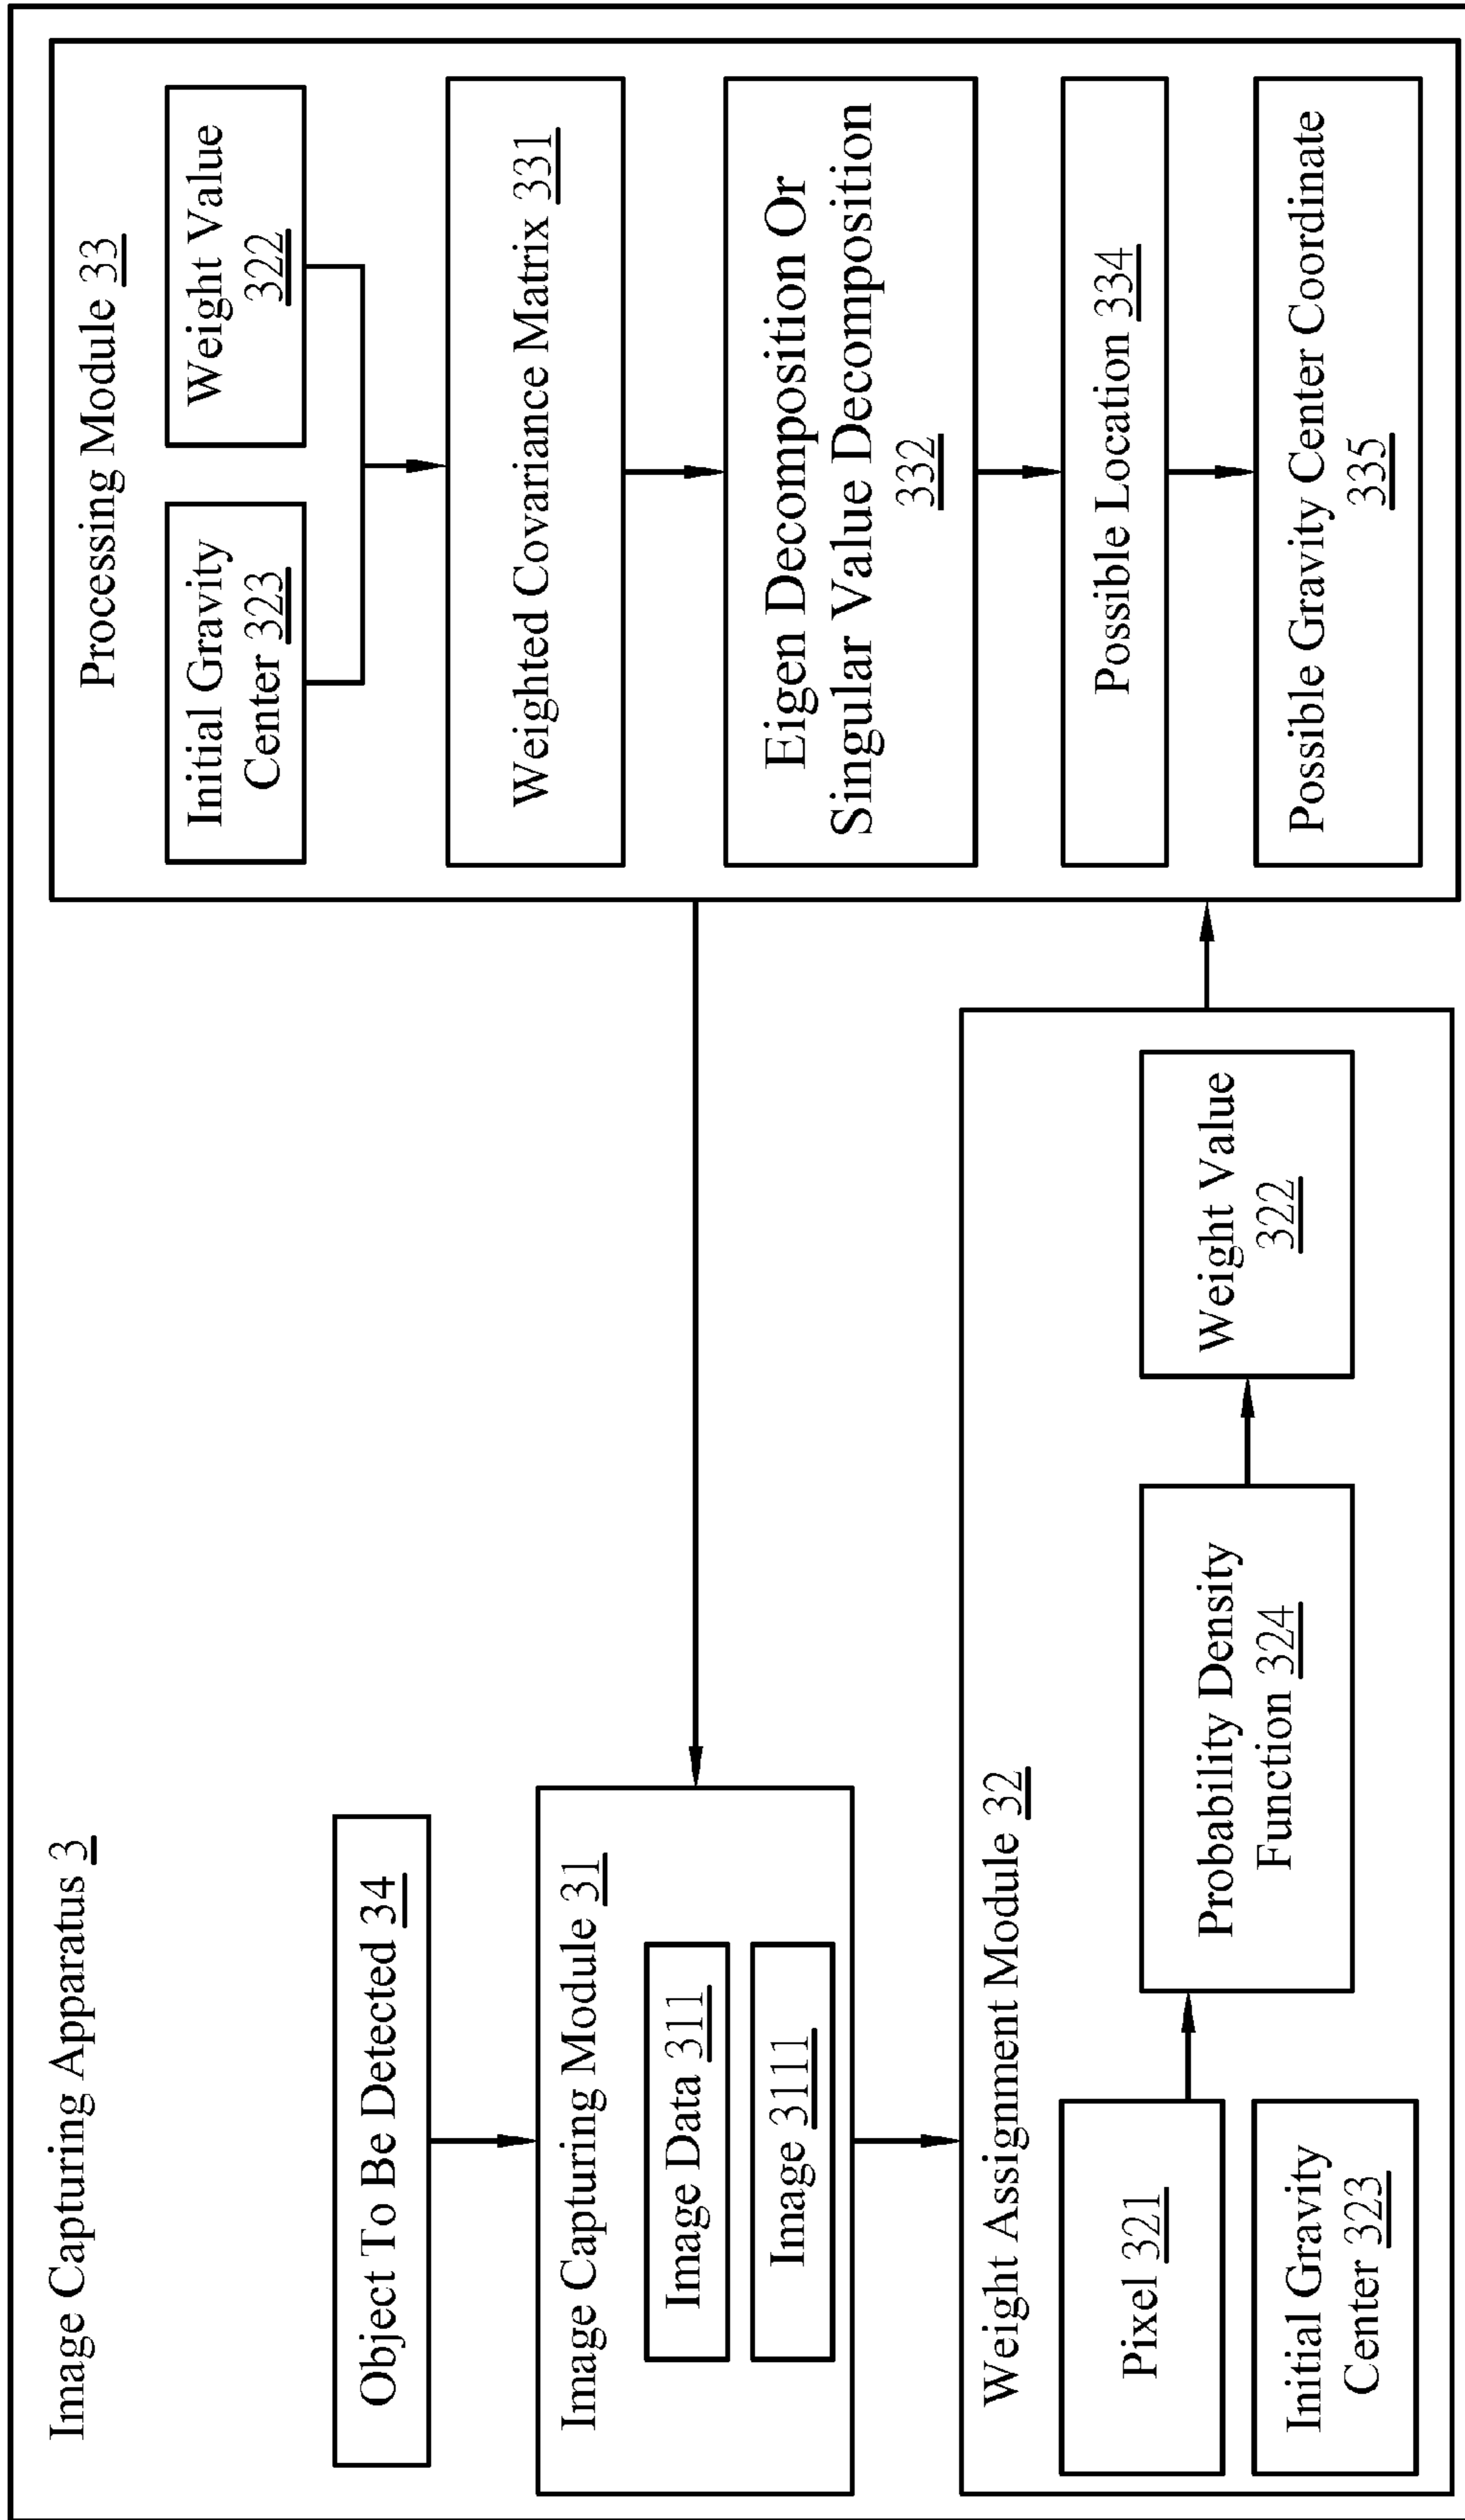 Image Capturing Apparatus 3
Object To Be Detected 34
Image Capturing Module 31
Image Data 311
Image 3111
Weight Assignment Module 32
Pixel 321
Initial Gravity
Center 323
Probability Density
Function 324
Weight Value
322
Processing Module 33
Initial Gravity
Center 323
Weight Value
322
Weighted Covariance Matrix 331
Eigen Decomposition Or
Singular Value Decomposition
332
Possible Location 334
Possible Gravity Center Coordinate
335